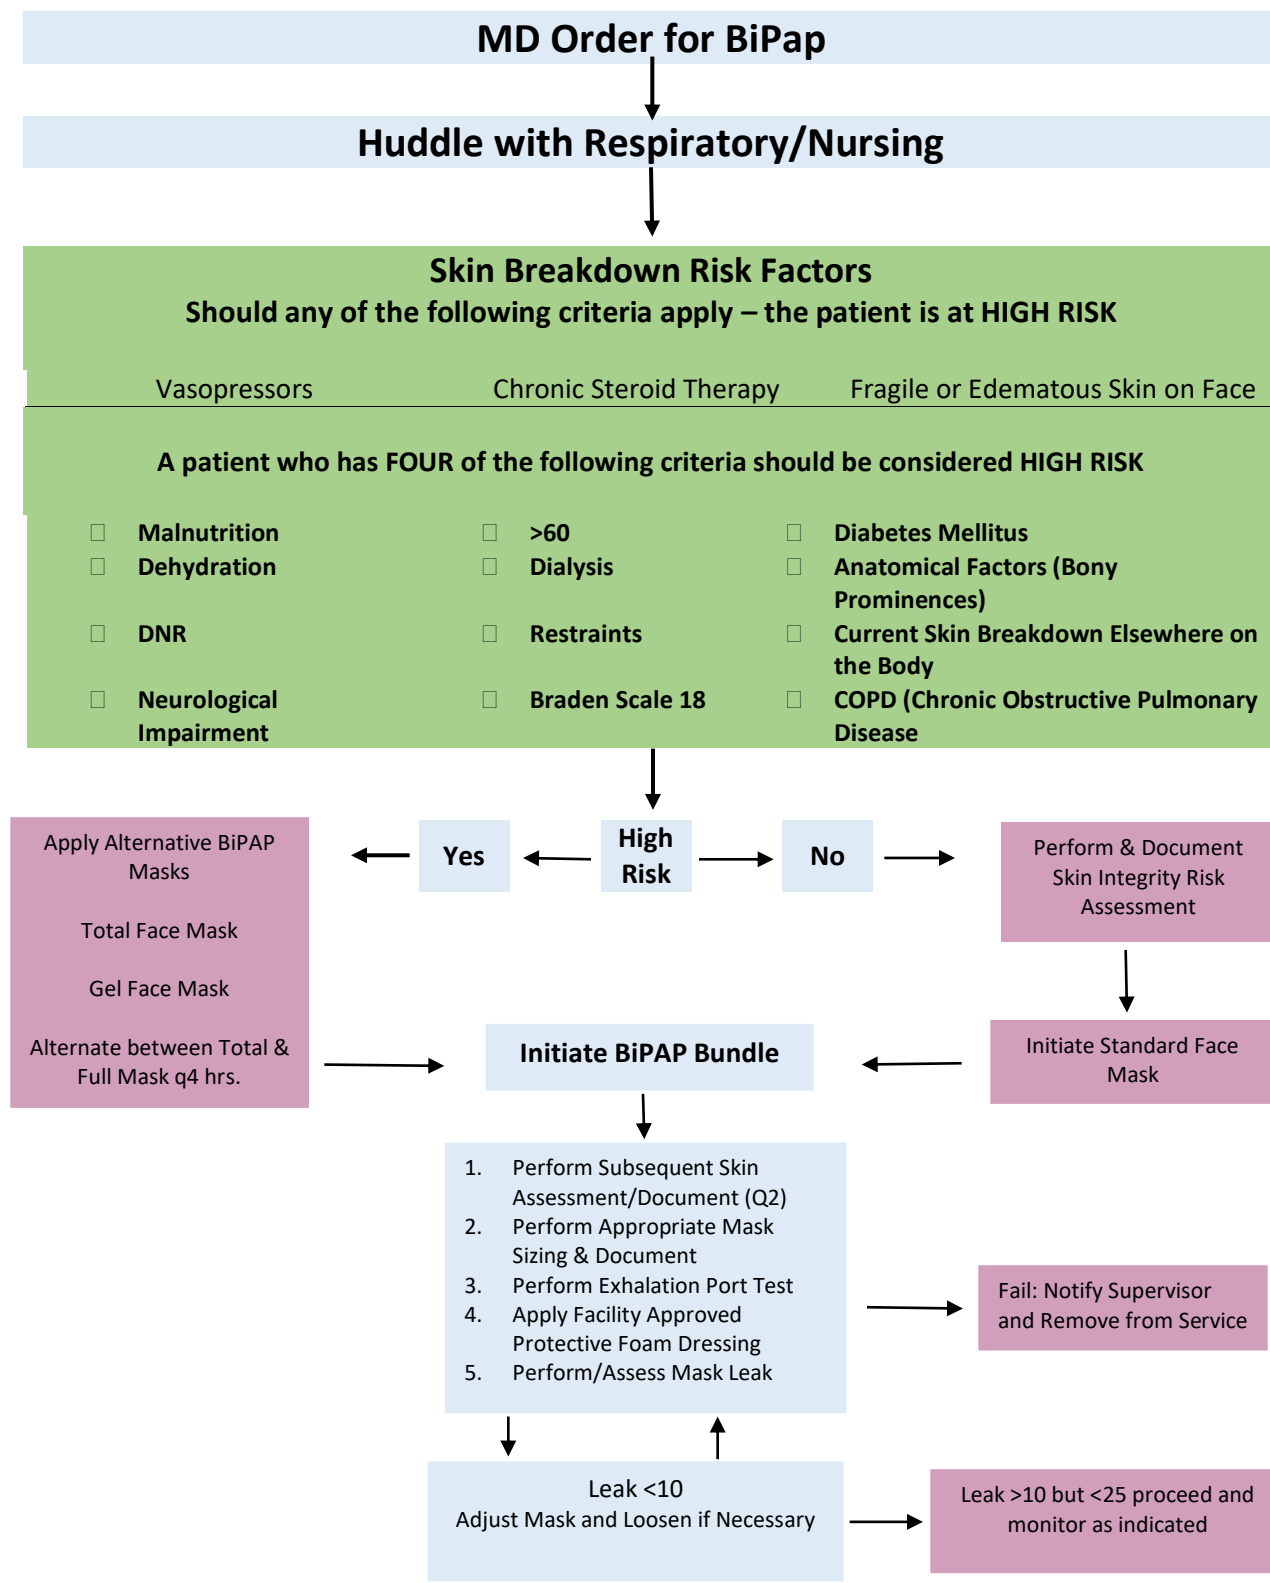 MD Order for BiPap
Huddle with Respiratory/Nursing
Skin Breakdown Risk Factors
Should any of the following criteria apply – the patient is at HIGH RISK
Vasopressors Chronic Steroid Therapy Fragile or Edematous Skin on Face
A patient who has FOUR of the following criteria should be considered HIGH RISK
Malnutrition >60 Diabetes Mellitus
Dehydration Dialysis Anatomical Factors (Bony
Prominences)
DNR Restraints Current Skin Breakdown Elsewhere on
the Body
Neurological Braden Scale 18 COPD (Chronic Obstructive Pulmonary
Impairment Disease
High
Risk
Yes
No
Apply Alternative BiPAP
Masks
Total Face Mask
Gel Face Mask
Alternate between Total &
Full Mask q4 hrs.
Perform & Document
Skin Integrity Risk
Assessment
Initiate Standard Face
Mask
Initiate BiPAP Bundle
1. Perform Subsequent Skin
Assessment/Document (Q2)
2. Perform Appropriate Mask
Sizing & Document
3. Perform Exhalation Port Test
4. Apply Facility Approved
Protective Foam Dressing
5. Perform/Assess Mask Leak
Fail: Notify Supervisor
and Remove from Service
Leak <10
Adjust Mask and Loosen if Necessary
Leak >10 but <25 proceed and
monitor as indicated